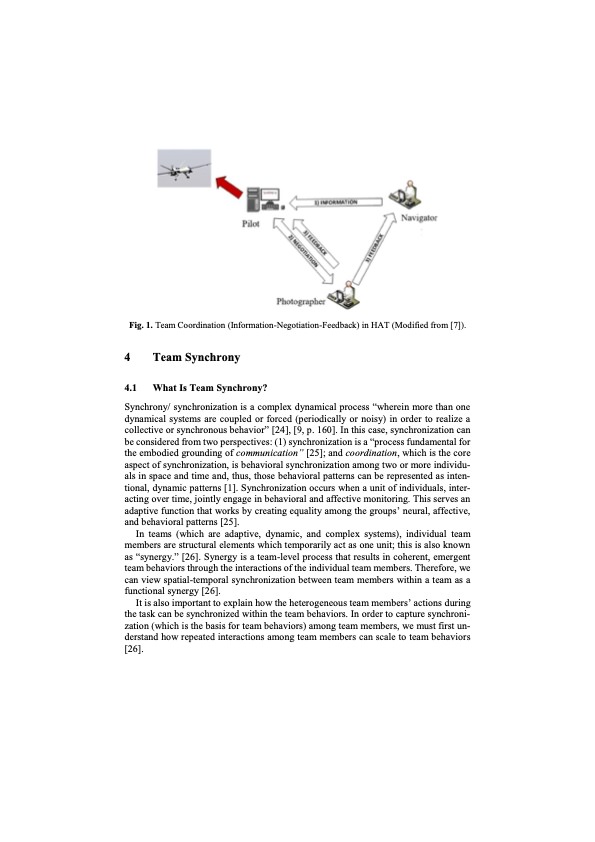 1) INFORMATION
Navigator
Pilot
3) FEEDBACK
2) NEGOTIATION
3) FEEDBACK
Photographer
Fig. 1. Team Coordination (Information-Negotiation-Feedback) in HAT (Modified from [7]).
4 Team Synchrony
4.1 What Is Team Synchrony?
Synchrony/ synchronization is a complex dynamical process “wherein more than one
dynamical systems are coupled or forced (periodically or noisy) in order to realize a
collective or synchronous behavior” [24], [9, p. 160]. In this case, synchronization can
be considered from two perspectives: (1) synchronization is a “process fundamental for
the embodied grounding of communication” [25]; and coordination, which is the core
aspect of synchronization, is behavioral synchronization among two or more individu-
als in space and time and, thus, those behavioral patterns can be represented as inten-
tional, dynamic patterns [1]. Synchronization occurs when a unit of individuals, inter-
acting over time, jointly engage in behavioral and affective monitoring. This serves an
adaptive function that works by creating equality among the groups’ neural, affective,
and behavioral patterns [25].
In teams (which are adaptive, dynamic, and complex systems), individual team
members are structural elements which temporarily act as one unit; this is also known
as “synergy.” [26]. Synergy is a team-level process that results in coherent, emergent
team behaviors through the interactions of the individual team members. Therefore, we
can view spatial-temporal synchronization between team members within a team as a
functional synergy [26].
It is also important to explain how the heterogeneous team members’ actions during
the task can be synchronized within the team behaviors. In order to capture synchroni-
zation (which is the basis for team behaviors) among team members, we must first un-
derstand how repeated interactions among team members can scale to team behaviors
[26].